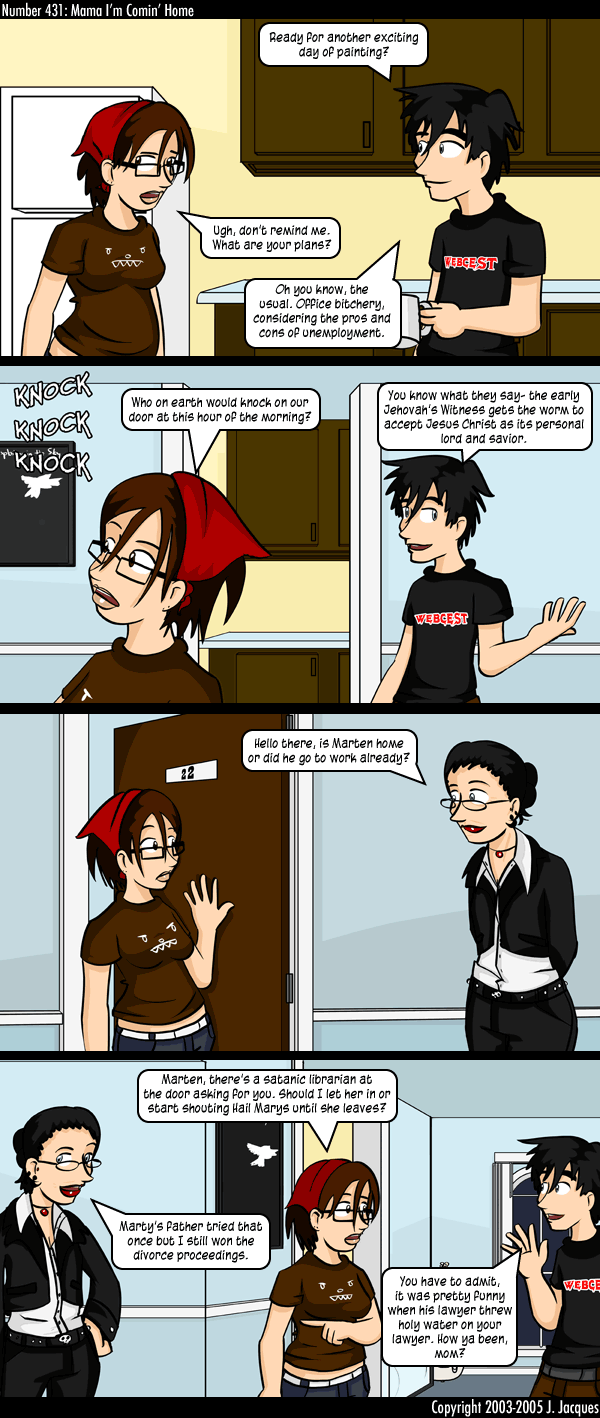 Number 431: Mama I'm Comin' Home
Ready for another exciting
day of painting?
Ugh, don't remind me.
What are your plans?
WEBCEST
Oh you know, the
usual. Office bitchery,
considering the pros and
cons of unemployment.
KNOCK
KNOCK
KNOCK
Who on earth would knock on our
door at this hour of the morning?
You know what they say- the early
Jehovah's Witness gets the worm to
accept Jesus Christ as its personal
lord and savior.
WEBCEST
Hello there, is Marten home
or did he go to work already?
22
Marten, there's a satanic librarian at
the door asking for you. Should I let her in or
start shouting Hail Marys until she leaves?
Marty's father tried that
once but I still won the
divorce proceedings.
You have to admit,
it was pretty funny
when his lawyer threw
holy water on your
lawyer. How ya been,
mom?
WEBCE
Copyright 2003-2005 J. Jacques